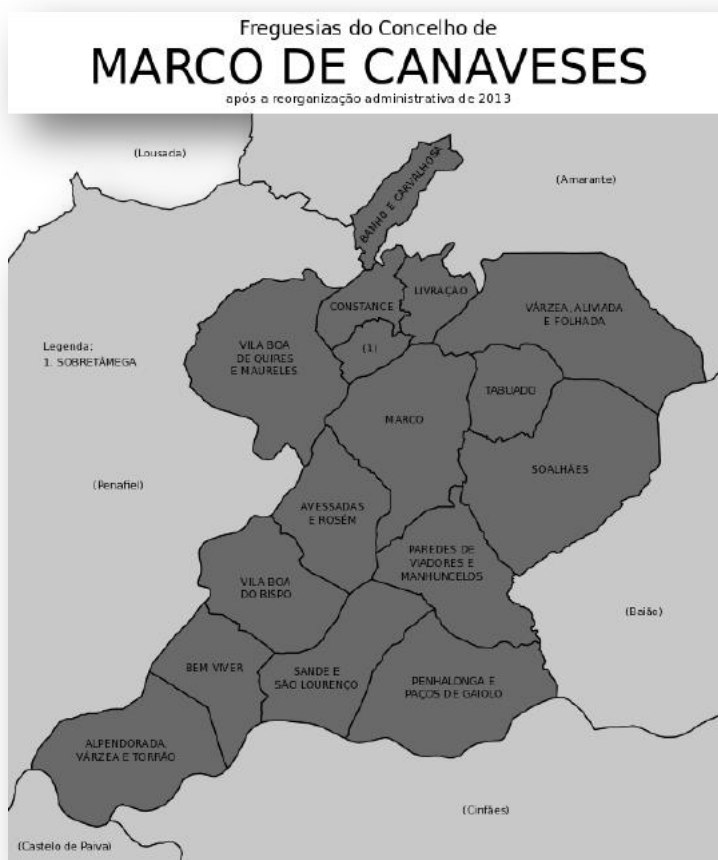 Freguesias do Concelho de
MARCO DE CANAVESES
após a reorganização administrativa de 2013
(Lousada)
(Amarante)
BANHO E CARVALHOSA
LIVRAÇÃO
CONSTANCE
VÁRZEA, ALIVIADA
E FOLHADA
Legenda:
1. SOBRETÂMEGA
VILA BOA
DE QUIRES
E MAURELES
(1)
TABUADO
MARCO
SOALHÃES
(Penafiel)
AVESSADAS
E ROSÉM
PAREDES DE
VIADORES E
MANHUNCELOS
VILA BOA
DO BISPO
(Baião)
BEM VIVER
SANDE E
SÃO LOURENÇO
PENHALONGA E
PAÇOS DE GAIOLO
ALPENDORADA,
VÁRZEA E TORRÃO
(Cinfães)
(Castelo de Paiva)